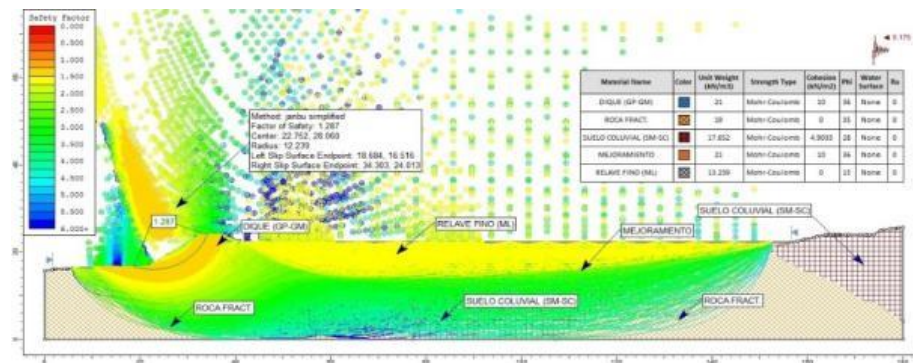 Safety Factor
0.000
0.500
1.000
1.500
2.000
2.500
3.000
3.500
4.000
4.500
5.000
5.500
6.000+
0.175
Method: janbu simplified
Factor of Safety: 1.287
Center: 22.752, 28.060
Radius: 12.239
Left Slip Surface Endpoint: 18.684, 16.516
Right Slip Surface Endpoint: 34.303, 24.013
Material Name Color Unit Weight (kN/m3) Strength Type Cohesion (kN/m2) Phi Water Surface Ru
DIQUE (GP-GM) 21 Mohr-Coulomb 10 36 None 0
ROCA FRACT. Mohr-Coulomb 0 35 None 0
SUELO COLUVIAL (SM-SC) 17.652 Mohr-Coulomb 4.9033 28 None 0
MEJORAMIENTO 21 Mohr-Coulomb 10 36 None 0
RELAVE FINO (ML) 13.239 Mohr-Coulomb 0 None 0
1.287
DIQUE (GP-GM)
RELAVE FINO (ML)
MEJORAMIENTO
SUELO COLUVIAL (SM-SC)
ROCA FRACT.
SUELO COLUVIAL (SM-SC)
ROCA FRACT.